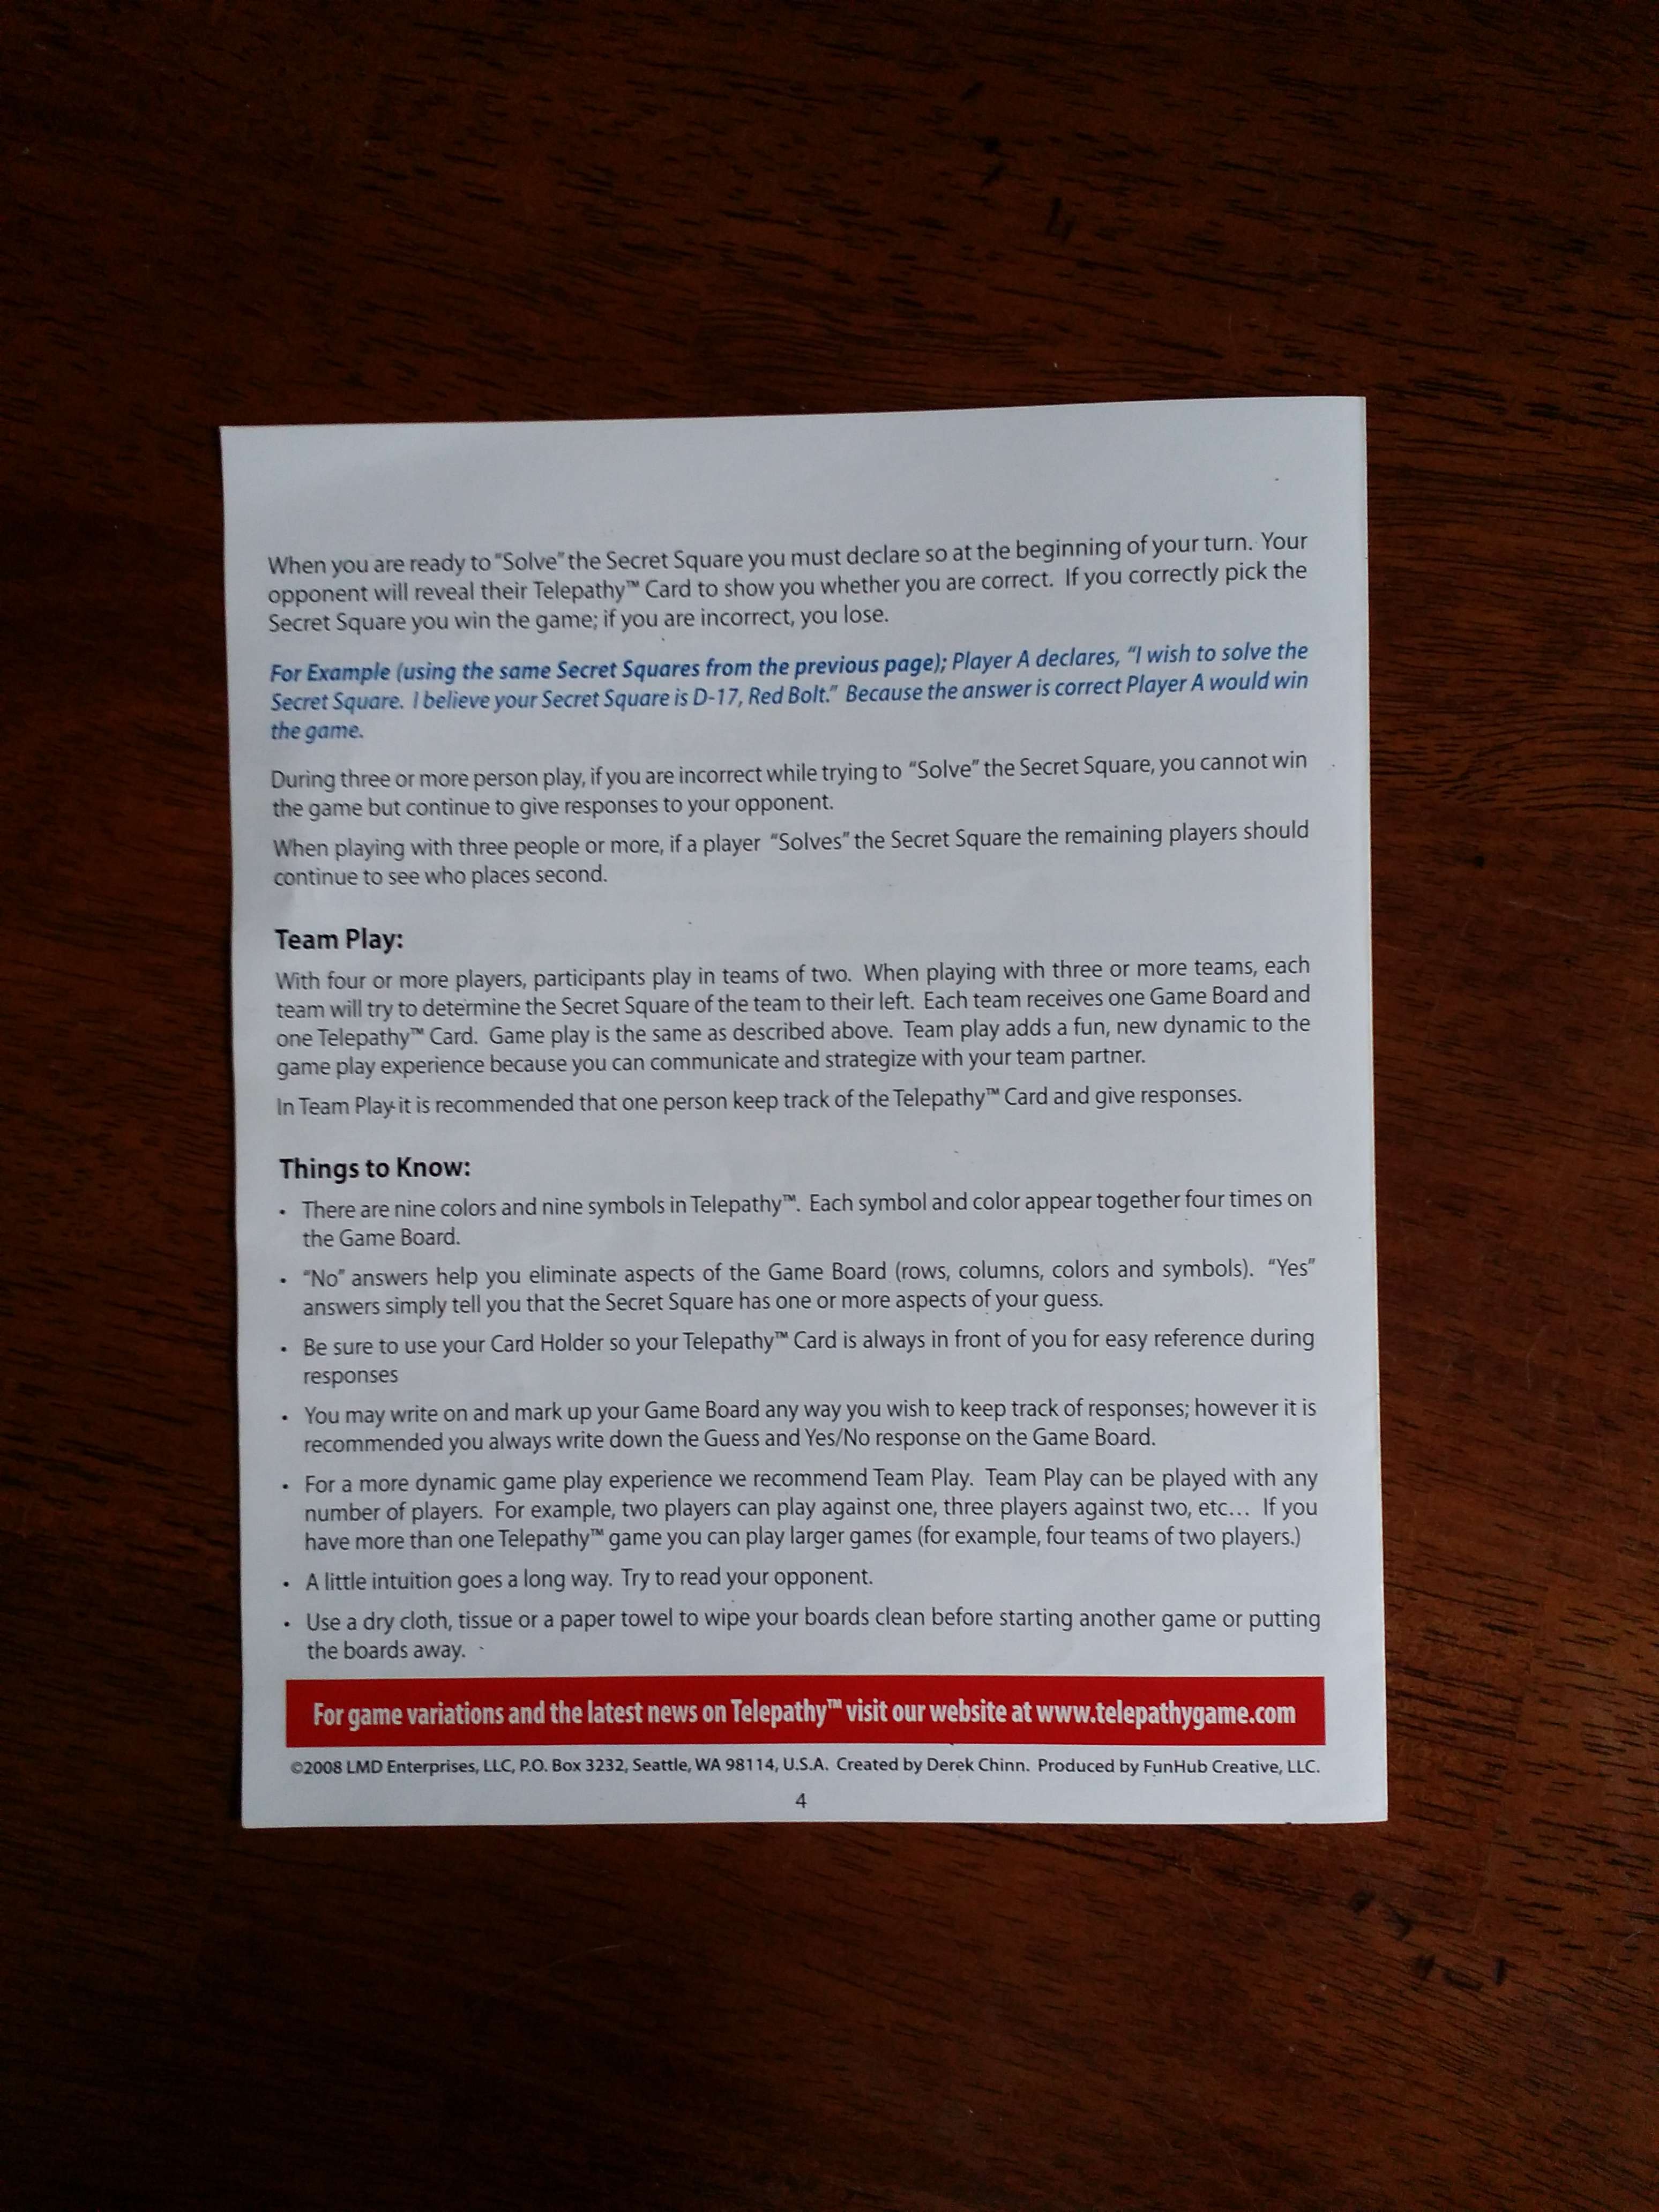 When you are ready to “Solve” the Secret Square you must declare so at the beginning of your turn. Your
opponent will reveal their Telepathy™ Card to show you whether you are correct. If you correctly pick the
Secret Square you win the game; if you are incorrect, you lose.
For Example (using the same Secret Squares from the previous page); Player A declares, “I wish to solve the
Secret Square. I believe your Secret Square is D-17, Red Bolt.” Because the answer is correct Player A would win
the game.
During three or more person play, if you are incorrect while trying to “Solve” the Secret Square, you cannot win
the game but continue to give responses to your opponent.
When playing with three people or more, if a player “Solves” the Secret Square the remaining players should
continue to see who places second.
Team Play:
With four or more players, participants play in teams of two. When playing with three or more teams, each
team will try to determine the Secret Square of the team to their left. Each team receives one Game Board and
one Telepathy™ Card. Game play is the same as described above. Team play adds a fun, new dynamic to the
game play experience because you can communicate and strategize with your team partner.
In Team Play it is recommended that one person keep track of the Telepathy™ Card and give responses.
Things to Know:
• There are nine colors and nine symbols in Telepathy™. Each symbol and color appear together four times on
the Game Board.
• “No” answers help you eliminate aspects of the Game Board (rows, columns, colors and symbols). “Yes”
answers simply tell you that the Secret Square has one or more aspects of your guess.
• Be sure to use your Card Holder so your Telepathy™ Card is always in front of you for easy reference during
responses
• You may write on and mark up your Game Board any way you wish to keep track of responses; however it is
recommended you always write down the Guess and Yes/No response on the Game Board.
• For a more dynamic game play experience we recommend Team Play. Team Play can be played with any
number of players. For example, two players can play against one, three players against two, etc... If you
have more than one Telepathy™ game you can play larger games (for example, four teams of two players.)
• A little intuition goes a long way. Try to read your opponent.
• Use a dry cloth, tissue or a paper towel to wipe your boards clean before starting another game or putting
the boards away.
For game variations and the latest news on Telepathy™ visit our website at www.telepathygame.com
©2008 LMD Enterprises, LLC, P.O. Box 3232, Seattle, WA 98114, U.S.A. Created by Derek Chinn. Produced by FunHub Creative, LLC.
4